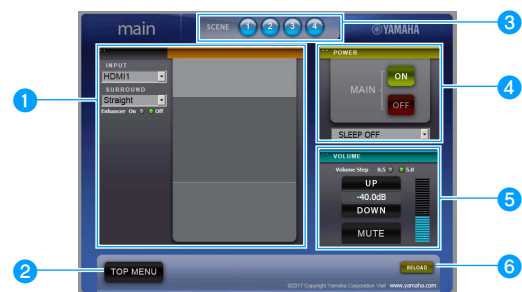 main
SCENE 1 2 3 4
YAMAHA
3
INPUT
HDMI1
SURROUND
Straight
Enhancer On Off
1
POWER
MAIN
ON
OFF
SLEEP OFF
4
VOLUME
Volume Step 0.5 5.0
UP
-40.0dB
DOWN
MUTE
5
2
TOP MENU
RELOAD
6
©2017 Copyright Yamaha Corporation Visit www.yamaha.com